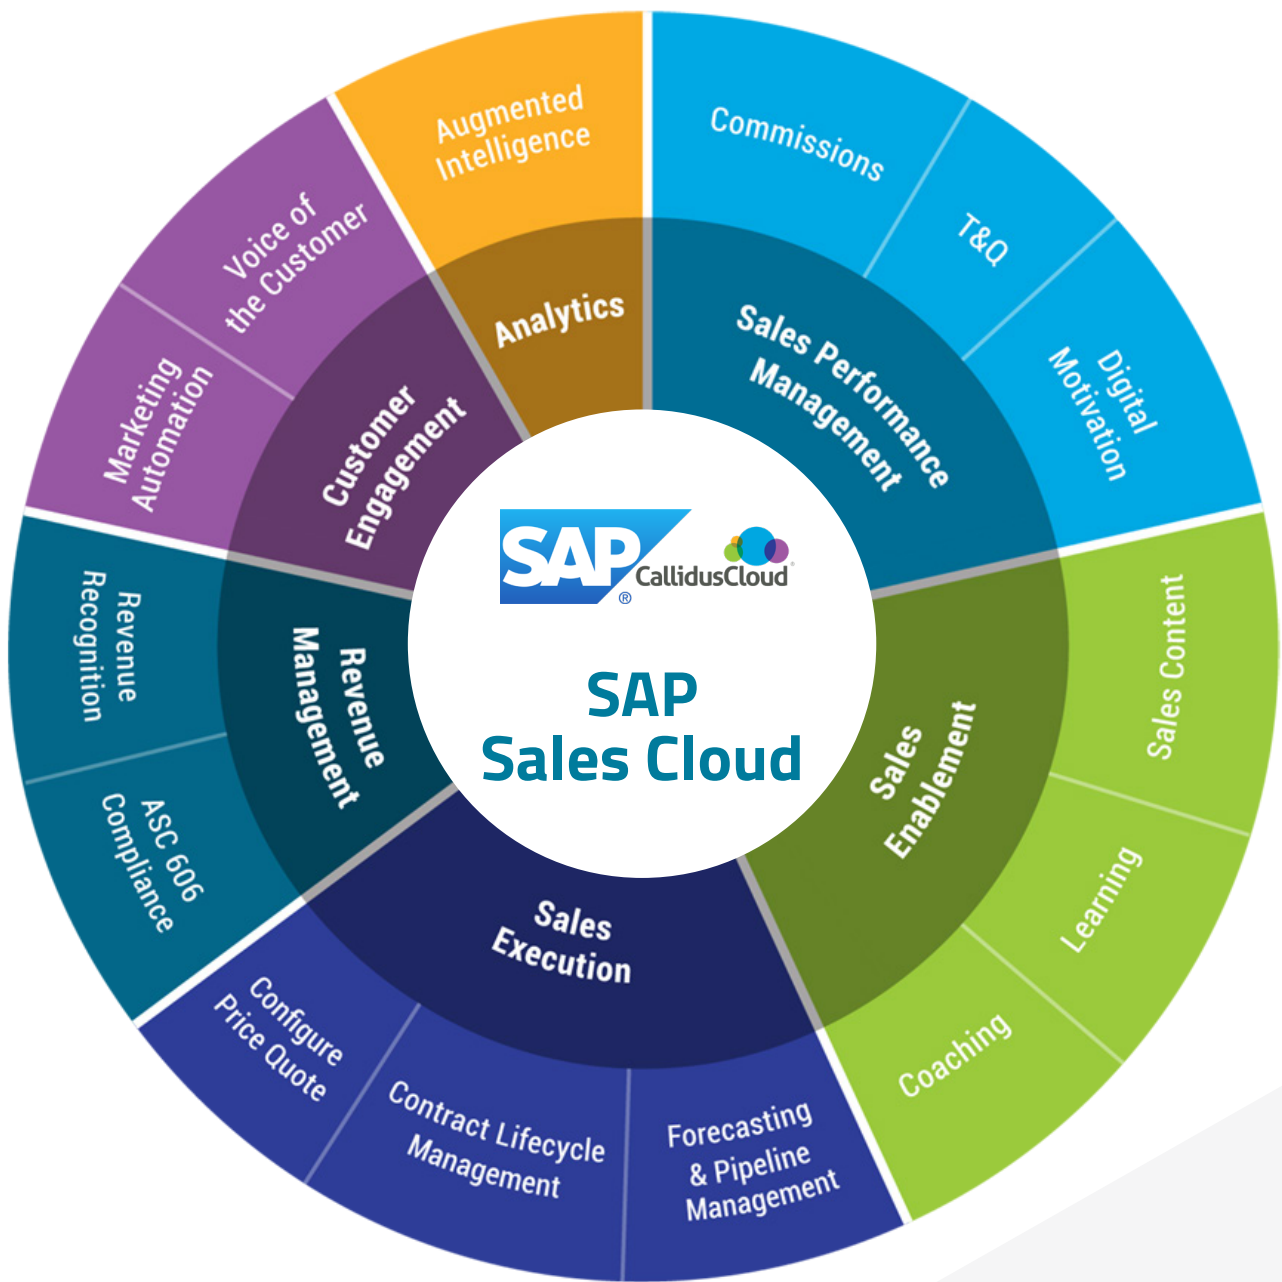 Augmented
Intelligence
Analytics
Commissions
T&Q
Digital
Motivation
Sales Performance
Management
Sales Content
Learning
Coaching
Sales
Enablement
Forecasting
& Pipeline
Management
Contract Lifecycle
Management
Configure
Price Quote
Sales
Execution
ASC 606
Compliance
Revenue
Recognition
Revenue
Management
Marketing
Automation
Voice of
the Customer
Customer
Engagement
SAP ®
CallidusCloud
SAP
Sales Cloud